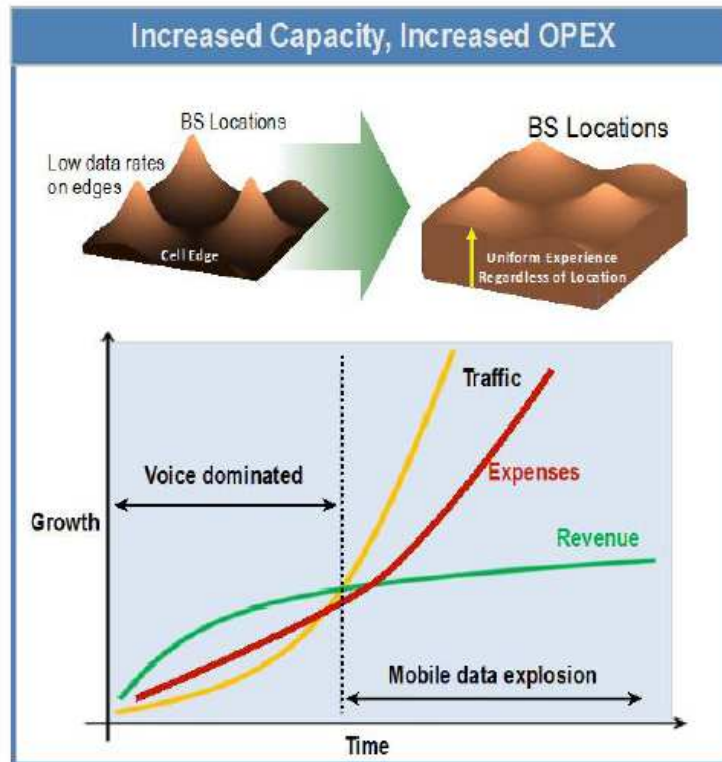 Increased Capacity, Increased OPEX
BS Locations
Low data rates
on edges
Cell Edge
BS Locations
Uniform Experience
Regardless of Location
Traffic
Voice dominated
Expenses
Growth
Revenue
Mobile data explosion
Time